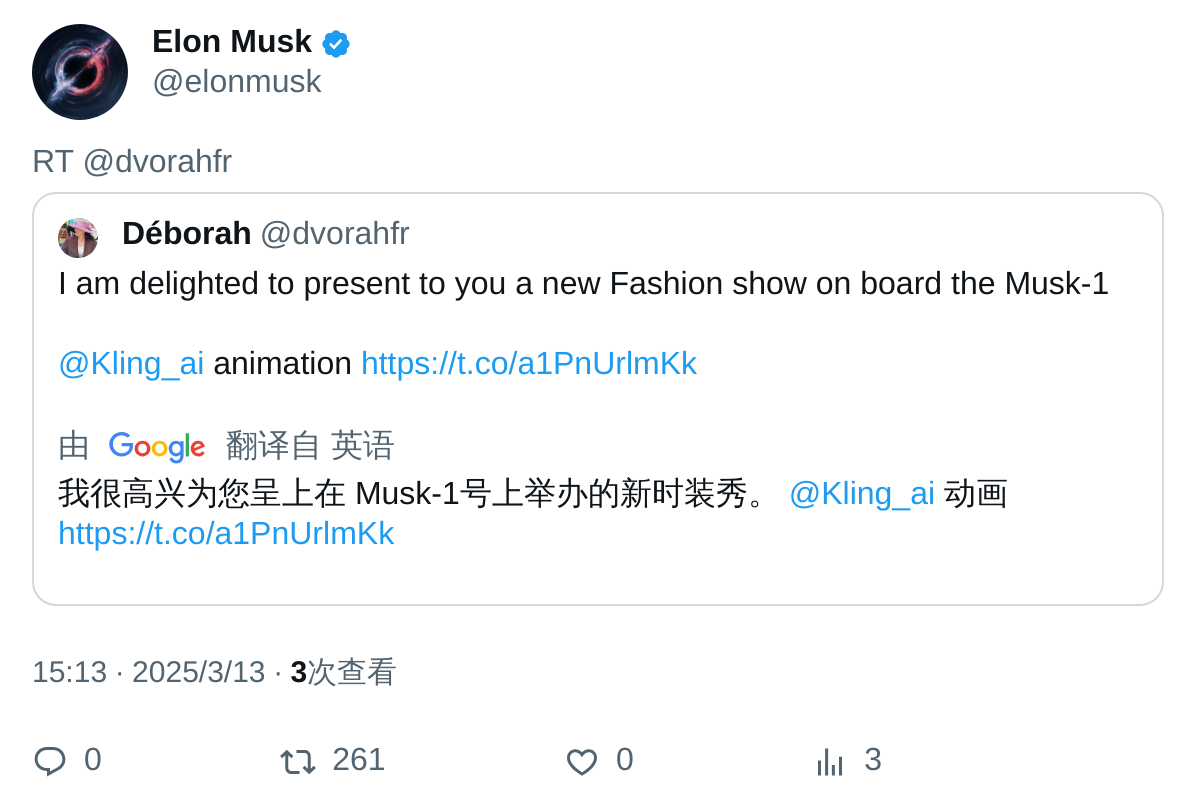 Elon Musk
@elonmusk
RT @dvorahfr
Déborah @dvorahfr
I am delighted to present to you a new Fashion show on board the Musk-1
@Kling_ai animation https://t.co/a1PnUrlmKk
由 Google 翻译自 英语
我很高兴为您呈上在 Musk-1号上举办的新时装秀。 @Kling_ai 动画
https://t.co/a1PnUrlmKk
15:13 · 2025/3/13 · 3次查看
0 261 0 3